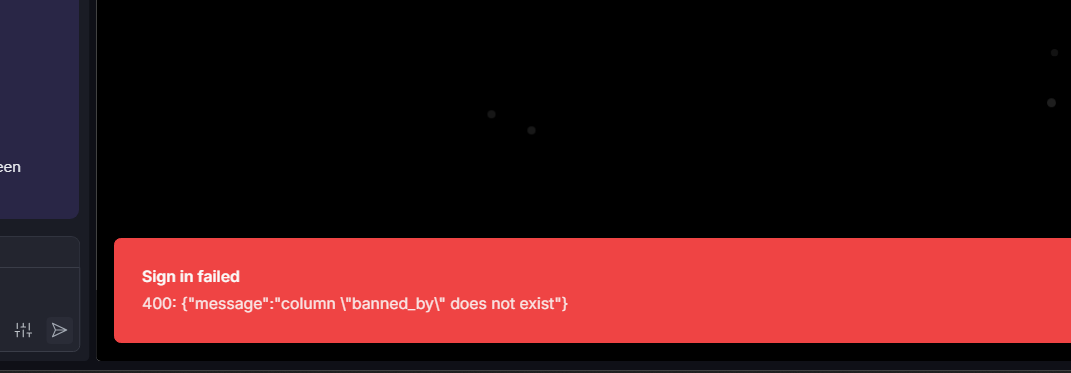 een
Sign in failed
400: {"message":"column \"banned_by\" does not exist"}